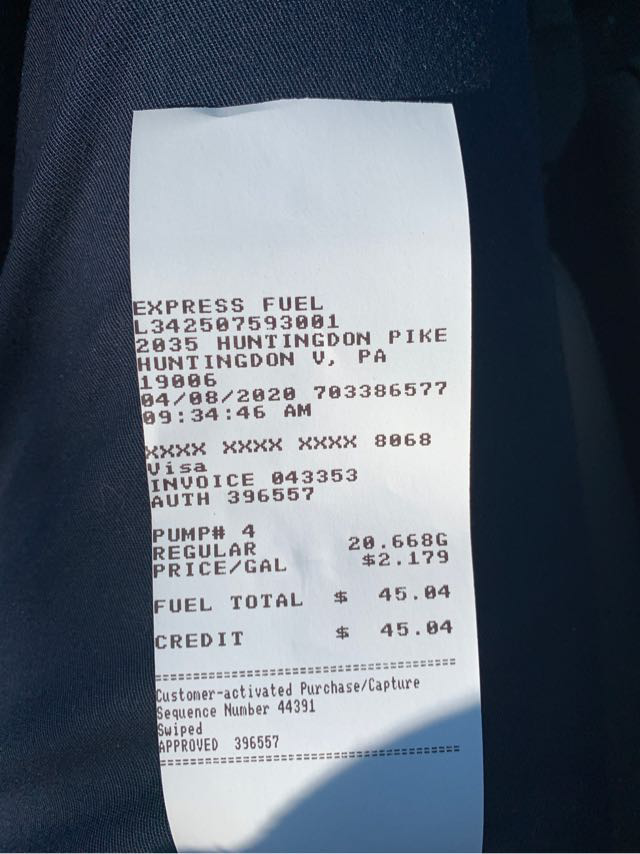 EXPRESS FUEL
L342507593001
2035 HUNTINGDON PIKE
HUNTINGDON V, PA
19006
04/08/2020 703386577
09:34:46 AM
XXXX XXXX XXXX 8068
Visa
INVOICE 043353
AUTH 396557
PUMP# 4
REGULAR 20.668G
PRICE/GAL $2.179
FUEL TOTAL $ 45.04
CREDIT $ 45.04
Customer-activated Purchase/Capture
Sequence Number 44391
Swiped
APPROVED 396557